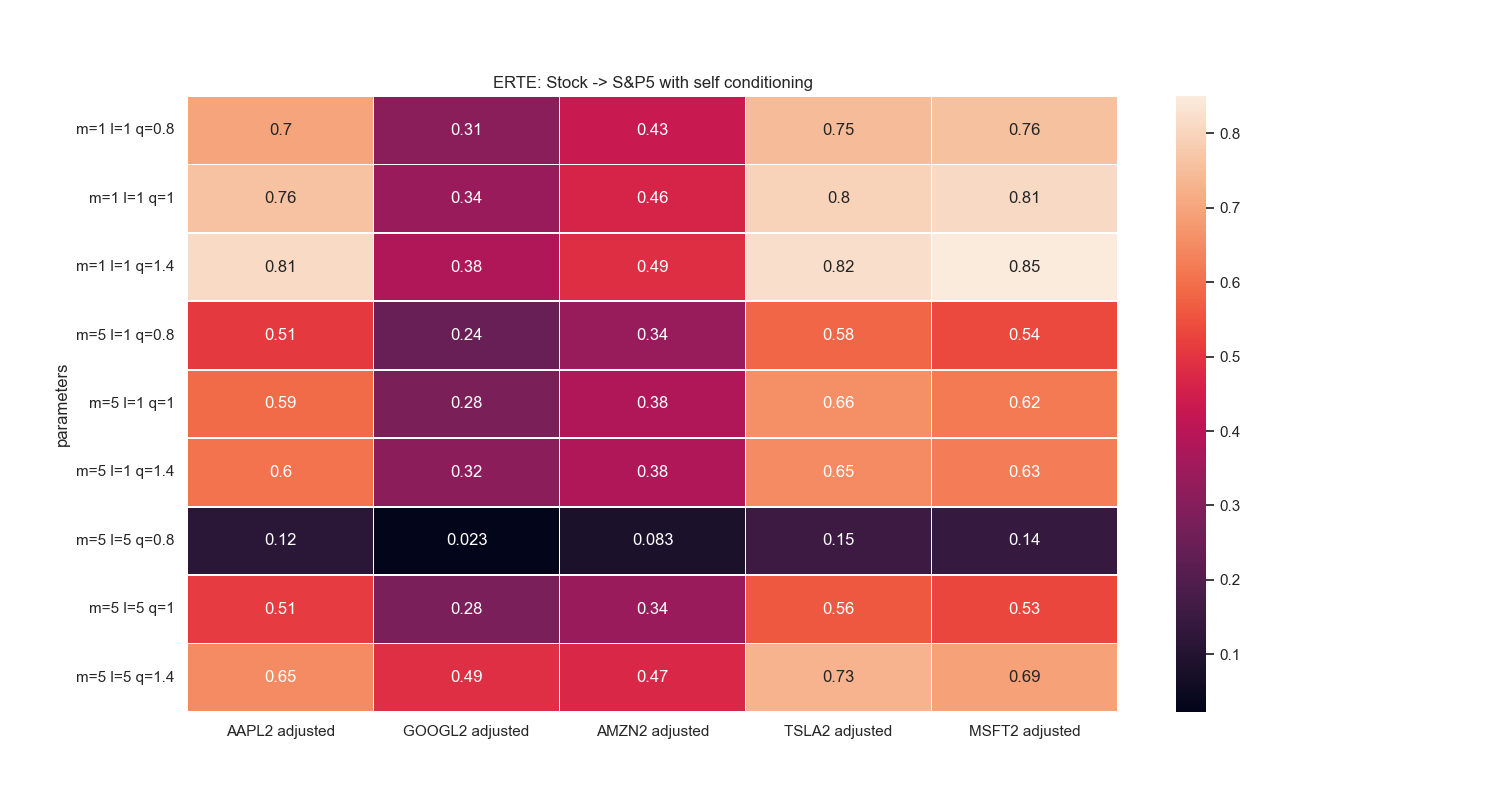 ERTE: Stock -> S&P5 with self conditioning
m=1 l=1 q=0.8 0.7 0.31 0.43 0.75 0.76
m=1 l=1 q=1 0.76 0.34 0.46 0.8 0.81
m=1 l=1 q=1.4 0.81 0.38 0.49 0.82 0.85
m=5 l=1 q=0.8 0.51 0.24 0.34 0.58 0.54
m=5 l=1 q=1 0.59 0.28 0.38 0.66 0.62
m=5 l=1 q=1.4 0.6 0.32 0.38 0.65 0.63
m=5 l=5 q=0.8 0.12 0.023 0.083 0.15 0.14
m=5 l=5 q=1 0.51 0.28 0.34 0.56 0.53
m=5 l=5 q=1.4 0.65 0.49 0.47 0.73 0.69
parameters
AAPL2 adjusted GOOGL2 adjusted AMZN2 adjusted TSLA2 adjusted MSFT2 adjusted
0.8
0.7
0.6
0.5
0.4
0.3
0.2
0.1